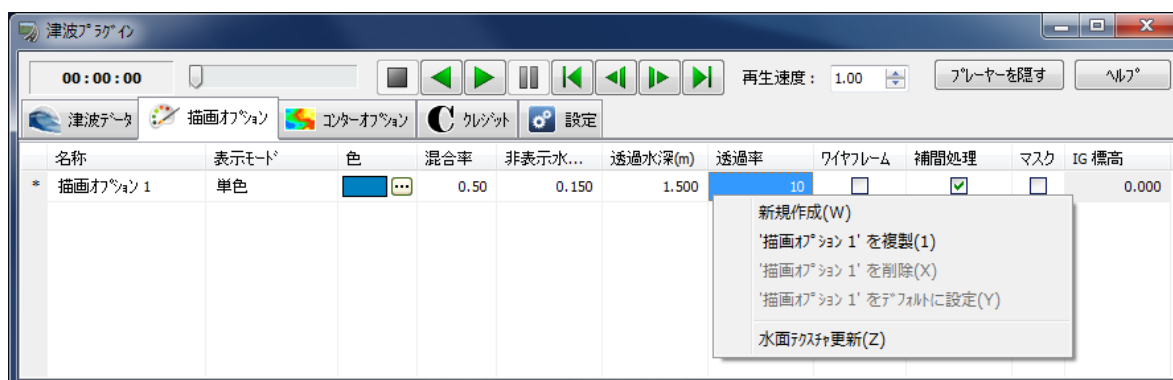 津波ﾌﾟﾗｸﾞｲﾝ
00:00:00 再生速度： 1.00 ﾌﾟﾚｰﾔｰを隠す ﾍﾙﾌﾟ
津波ﾃﾞｰﾀ 描画ｵﾌﾟｼｮﾝ ｺﾝﾀｰｵﾌﾟｼｮﾝ C ｸﾚｼﾞｯﾄ 設定
名称 表示ﾓｰﾄﾞ 色 混合率 非表示水... 透過水深(m) 透過率 ﾜｲﾔﾌﾚｰﾑ 補間処理 マスク IG 標高
* 描画ｵﾌﾟｼｮﾝ 1 単色 ... 0.50 0.150 1.500 10 0.000
新規作成(W)
'描画ｵﾌﾟｼｮﾝ 1' を複製(1)
'描画ｵﾌﾟｼｮﾝ 1' を削除(X)
'描画ｵﾌﾟｼｮﾝ 1' をﾃﾞﾌｫﾙﾄに設定(Y)
水面ﾃｸｽﾁｬ更新(Z)